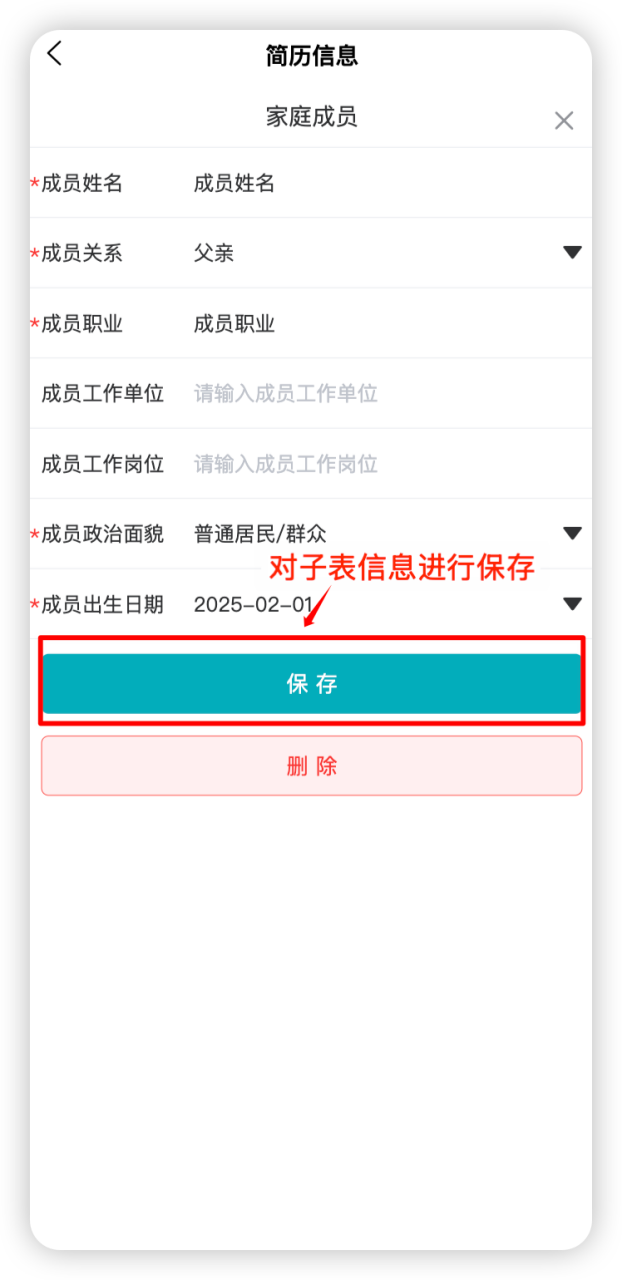 简历信息
家庭成员
*成员姓名 成员姓名
*成员关系 父亲
*成员职业 成员职业
成员工作单位 请输入成员工作单位
成员工作岗位 请输入成员工作岗位
*成员政治面貌 普通居民/群众
对子表信息进行保存
*成员出生日期 2025-02-01
保 存
删 除